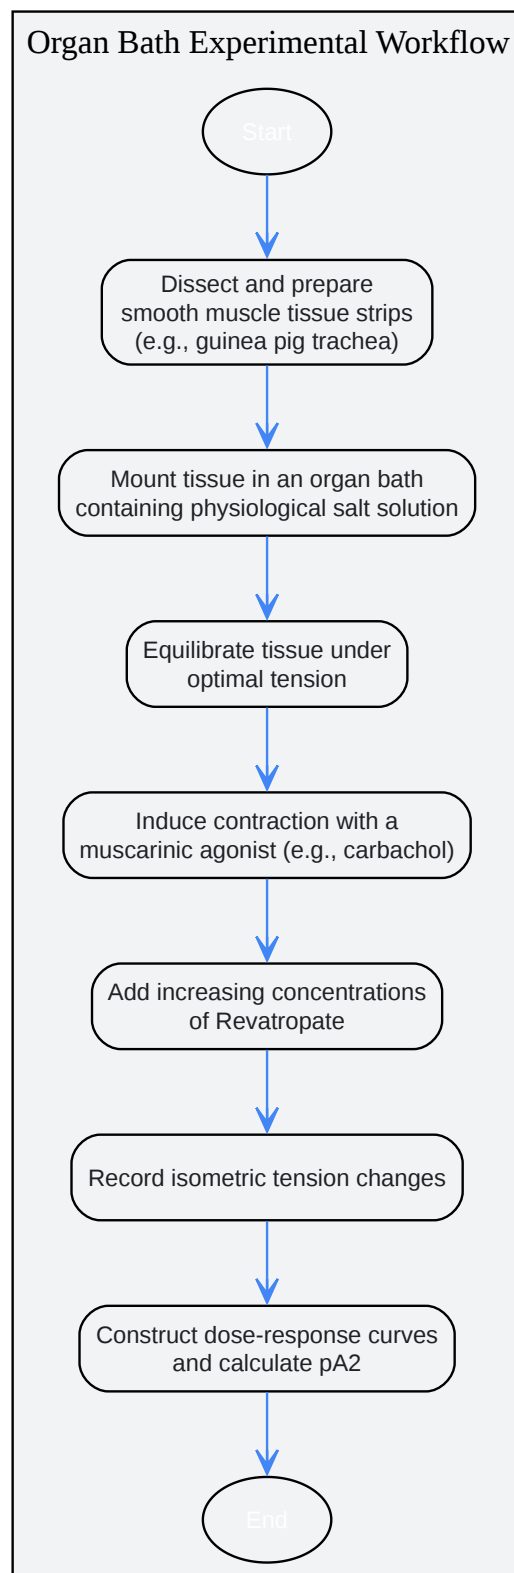 Organ Bath Experimental Workflow
Start
Dissect and prepare
smooth muscle tissue strips
(e.g., guinea pig trachea)
Mount tissue in an organ bath
containing physiological salt solution
Equilibrate tissue under
optimal tension
Induce contraction with a
muscarinic agonist (e.g., carbachol)
Add increasing concentrations
of Revatropate
Record isometric tension changes
Construct dose-response curves
and calculate pA2
End